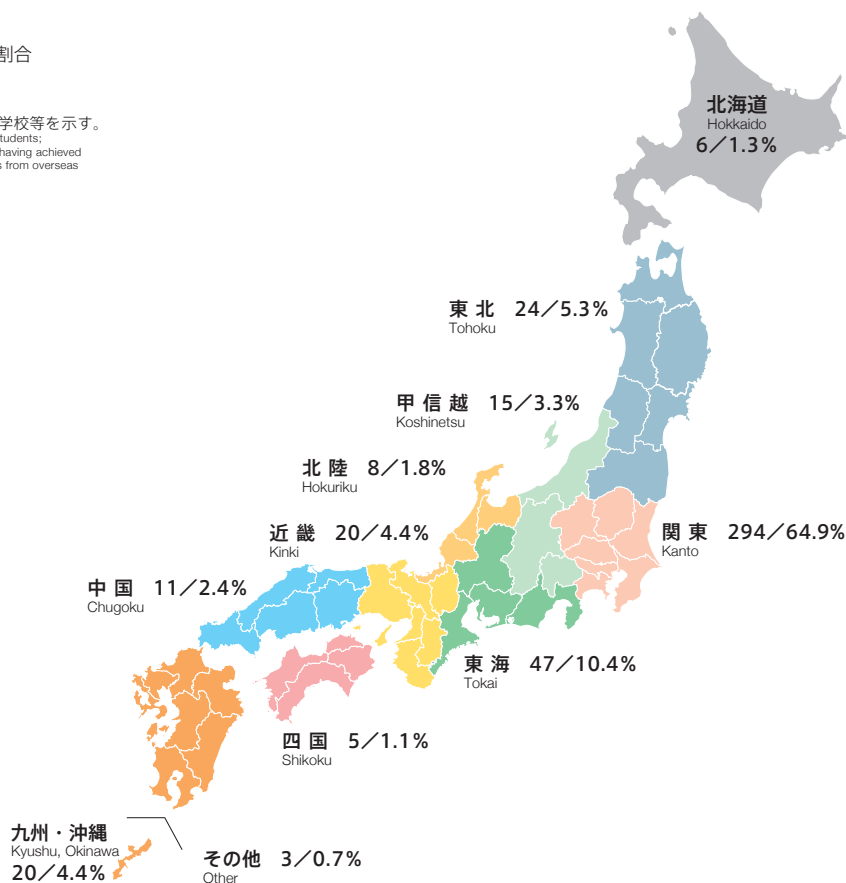 割合
学校等を示す。
tudents;
having achieved
s from overseas
北海道
Hokkaido
6／1.3%
東 北 24／5.3%
Tohoku
甲 信 越 15／3.3%
Koshinetsu
北 陸 8／1.8%
Hokuriku
近 畿 20／4.4%
Kinki
関 東 294／64.9%
Kanto
中 国 11／2.4%
Chugoku
東 海 47／10.4%
Tokai
四 国 5／1.1%
Shikoku
九州・沖縄
Kyushu, Okinawa
20／4.4%
その他 3／0.7%
Other